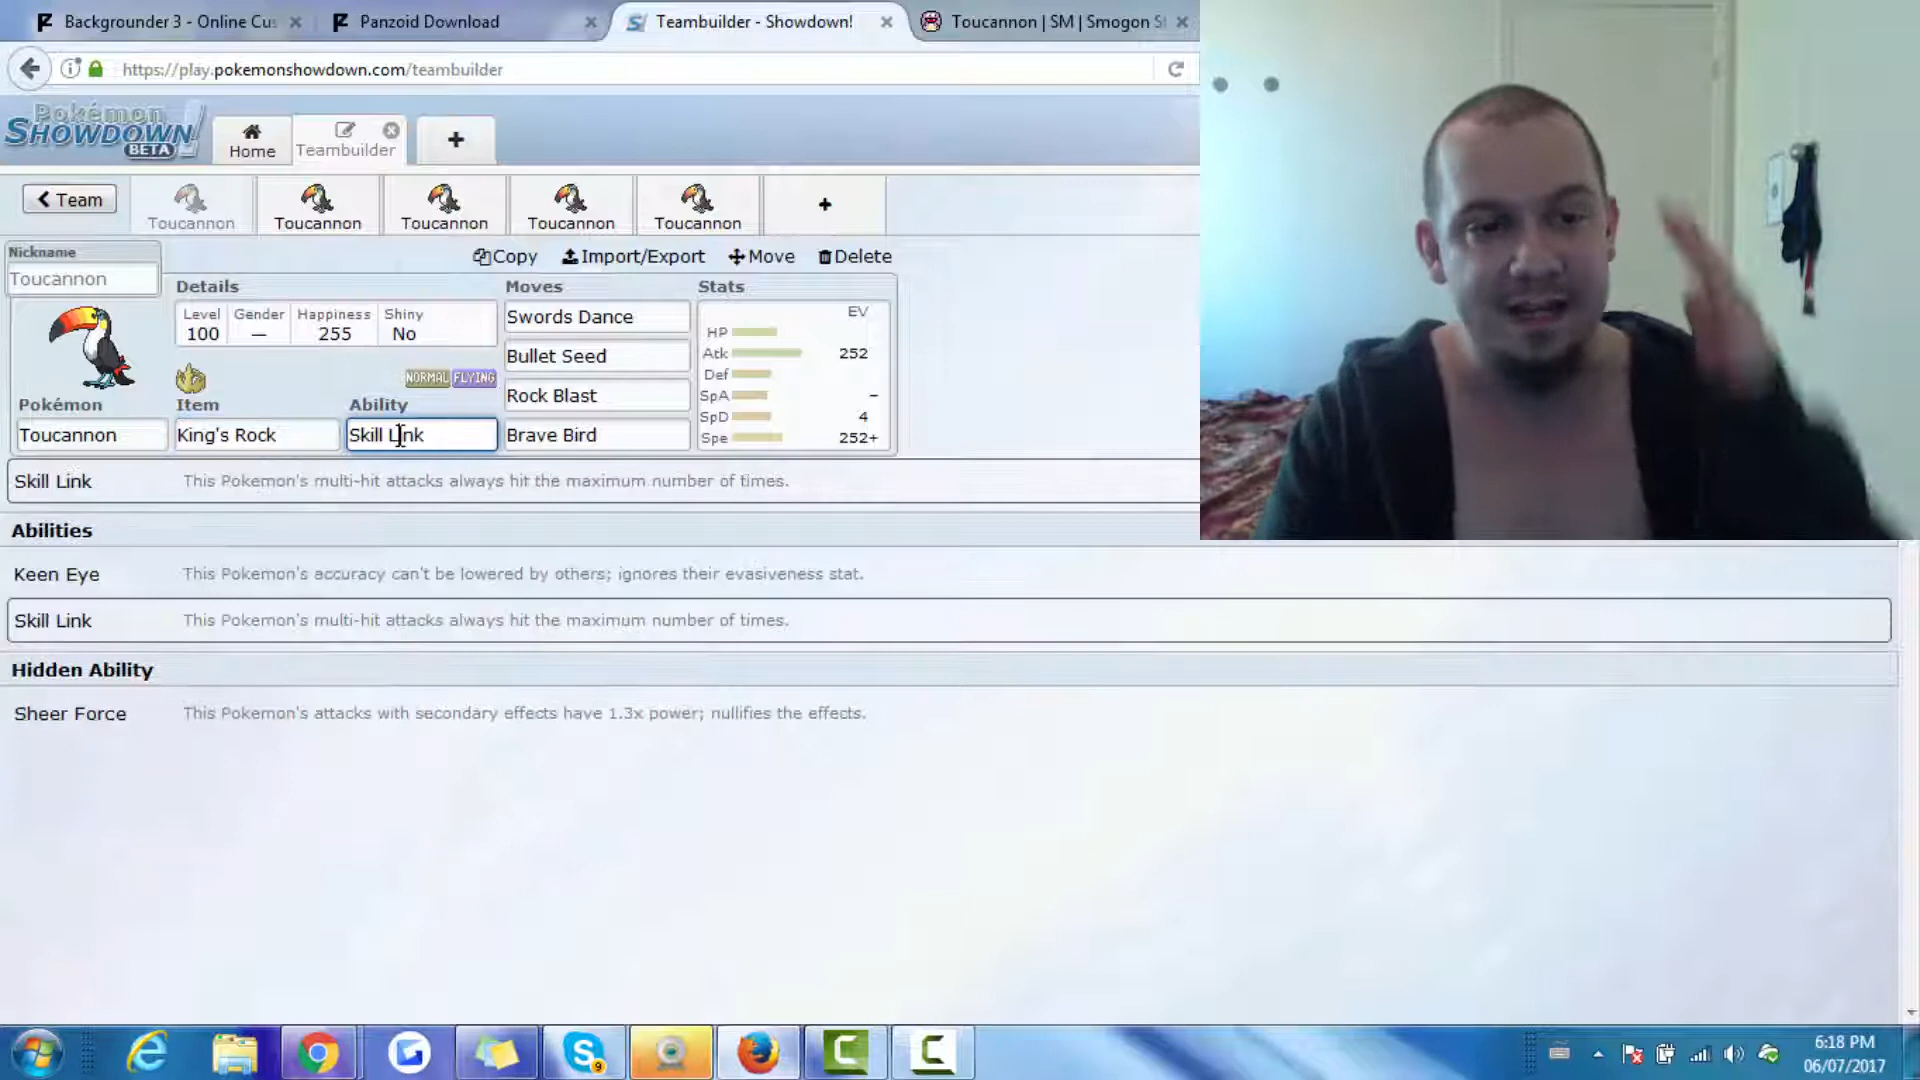 Backgrounder 3 - Online Cus
Panzoid Download
Teambuilder - Showdown!
Toucannon | SM | Smogon S
https://play.pokemonshowdown.com/teambuilder
Pokémon
SHOWDOWN!
BETA
Home
Teambuilder
Team
Toucannon
Toucannon
Toucannon
Toucannon
Toucannon
Copy
Import/Export
Move
Delete
Nickname
Toucannon
Details
Moves
Stats
Level
Gender
Happiness
Shiny
100
—
255
No
Swords Dance
Bullet Seed
Rock Blast
Brave Bird
EV
HP
Atk
252
Def
SpA
–
SpD
4
Spe
252+
NORMAL
FLYING
Pokémon
Item
Ability
Toucannon
King's Rock
Skill Link
Skill Link This Pokemon's multi-hit attacks always hit the maximum number of times.
Abilities
Keen Eye This Pokemon's accuracy can't be lowered by others; ignores their evasiveness stat.
Skill Link This Pokemon's multi-hit attacks always hit the maximum number of times.
Hidden Ability
Sheer Force This Pokemon's attacks with secondary effects have 1.3x power; nullifies the effects.
9
6:18 PM
06/07/2017